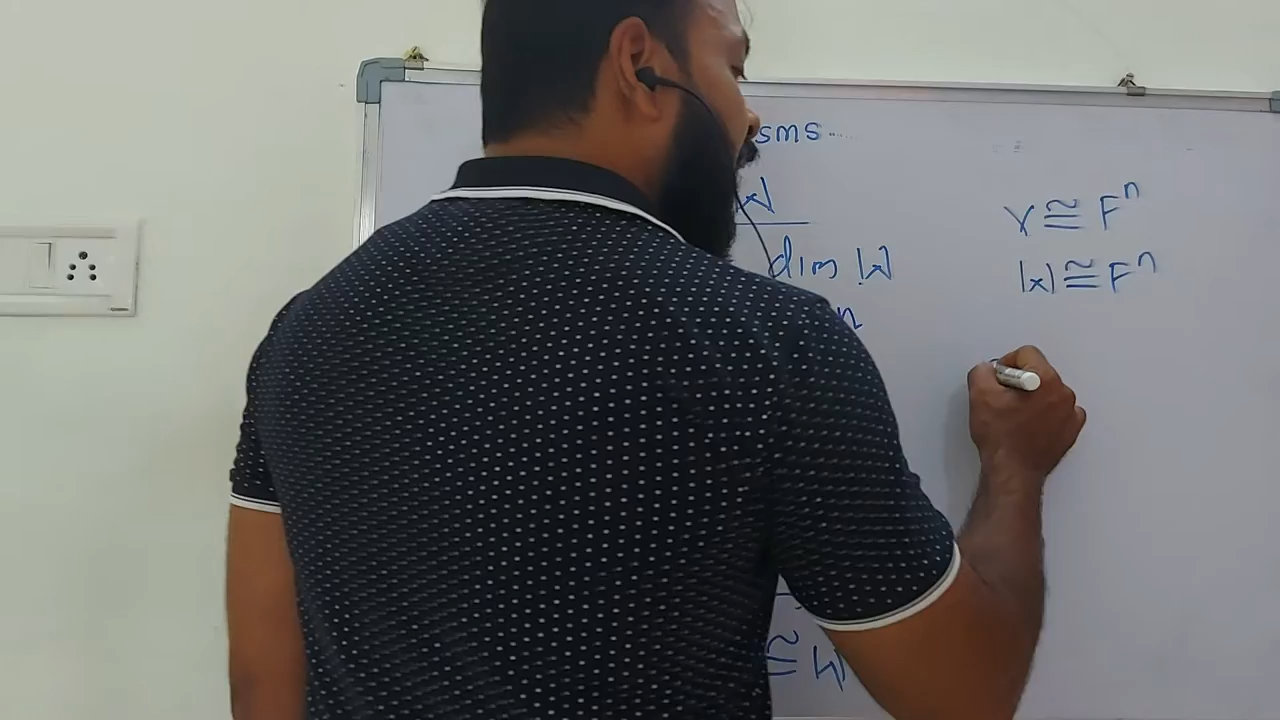 sms.....
W
dim W
n
V ≅ Fⁿ
W ≅ Fⁿ
≅ W